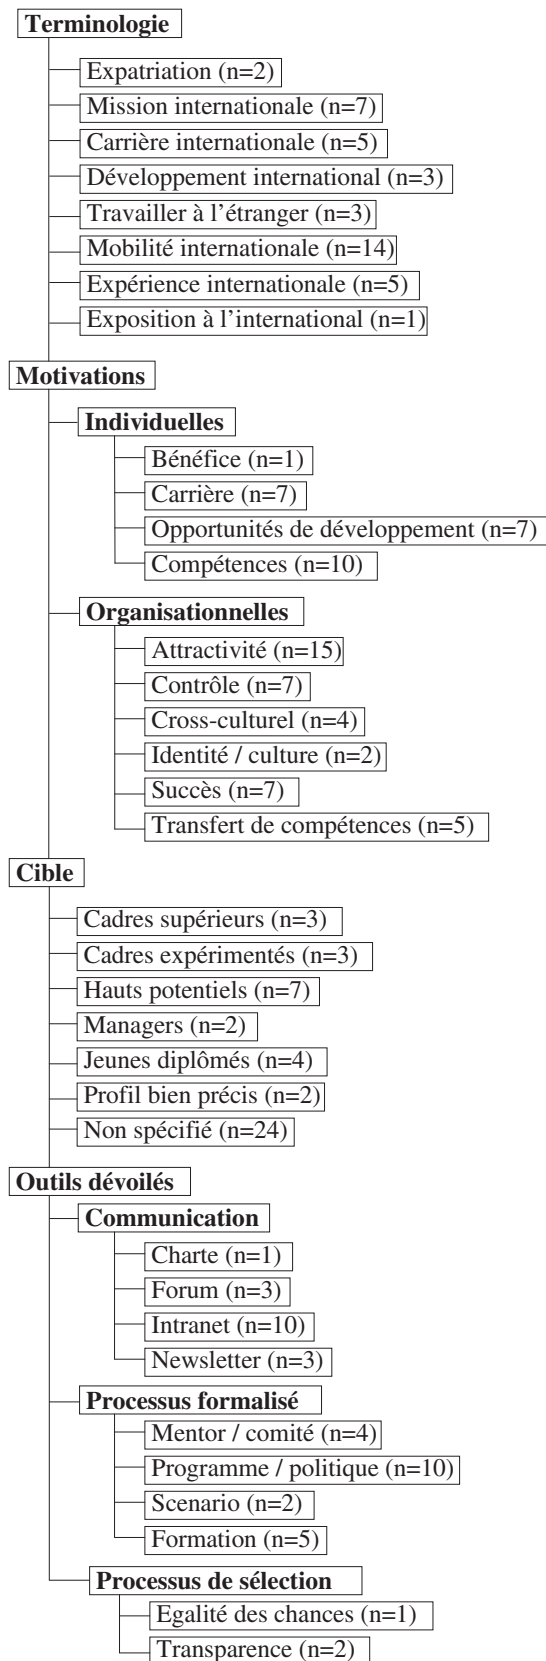 Terminologie
Expatriation (n=2)
Mission internationale (n=7)
Carrière internationale (n=5)
Développement international (n=3)
Travailler à l’étranger (n=3)
Mobilité internationale (n=14)
Expérience internationale (n=5)
Exposition à l’international (n=1)
Motivations
Individuelles
Bénéfice (n=1)
Carrière (n=7)
Opportunités de développement (n=7)
Compétences (n=10)
Organisationnelles
Attractivité (n=15)
Contrôle (n=7)
Cross-culturel (n=4)
Identité / culture (n=2)
Succès (n=7)
Transfert de compétences (n=5)
Cible
Cadres supérieurs (n=3)
Cadres expérimentés (n=3)
Hauts potentiels (n=7)
Managers (n=2)
Jeunes diplômés (n=4)
Profil bien précis (n=2)
Non spécifié (n=24)
Outils dévoilés
Communication
Charte (n=1)
Forum (n=3)
Intranet (n=10)
Newsletter (n=3)
Processus formalisé
Mentor / comité (n=4)
Programme / politique (n=10)
Scenario (n=2)
Formation (n=5)
Processus de sélection
Egalité des chances (n=1)
Transparence (n=2)